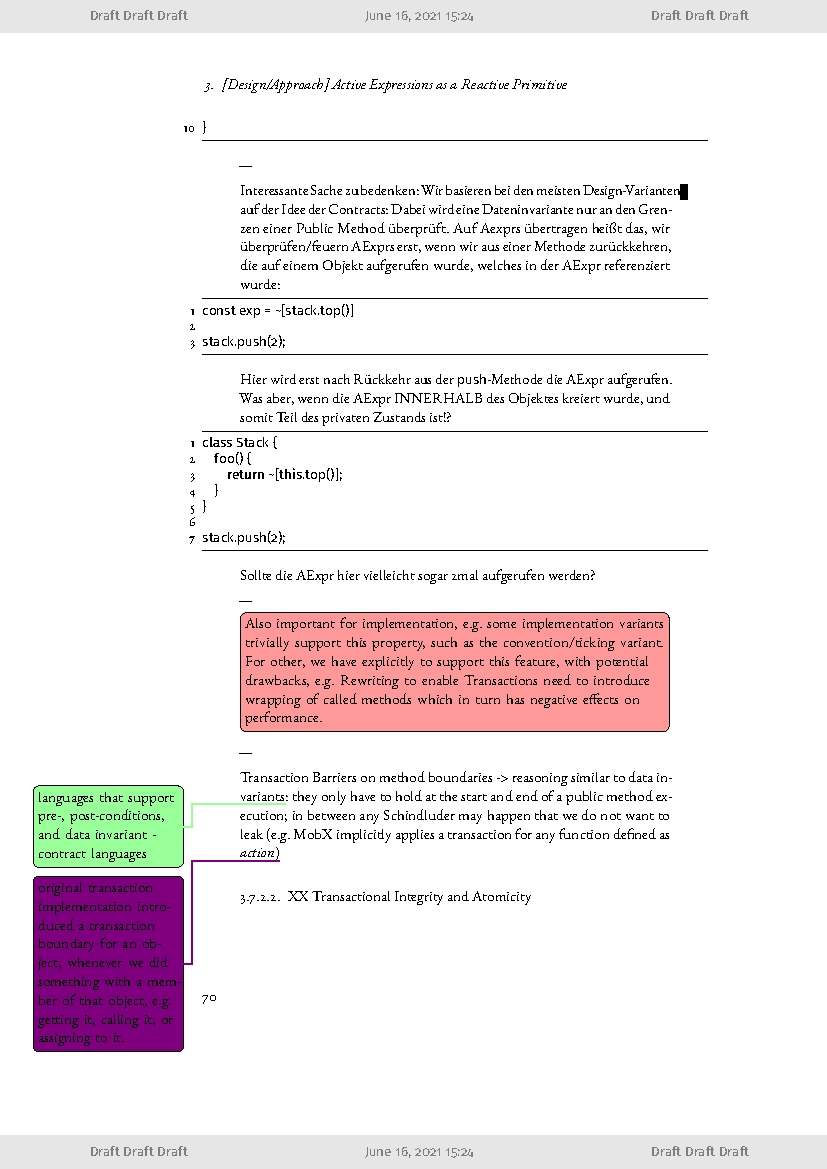 Draft Draft Draft June 16, 2021 15:24 Draft Draft Draft
3. [Design/Approach] Active Expressions as a Reactive Primitive
10 }
—
Interessante Sache zu bedenken: Wir basieren bei den meisten Design-Varianten
auf der Idee der Contracts: Dabei wird eine Dateninvariante nur an den Gren-
zen einer Public Method überprüft. Auf Aexprs übertragen heißt das, wir
überprüfen/feuern AExprs erst, wenn wir aus einer Methode zurückkehren,
die auf einem Objekt aufgerufen wurde, welches in der AExpr referenziert
wurde:
1 const exp = ~[stack.top()]
2
3 stack.push(2);
Hier wird erst nach Rückkehr aus der push-Methode die AExpr aufgerufen.
Was aber, wenn die AExpr INNERHALB des Objektes kreiert wurde, und
somit Teil des privaten Zustands ist!?
1 class Stack {
2 foo() {
3 return ~[this.top()];
4 }
5 }
6
7 stack.push(2);
Sollte die AExpr hier vielleicht sogar 2mal aufgerufen werden?
—
Also important for implementation, e.g. some implementation variants
trivially support this property, such as the convention/ticking variant.
For other, we have explicitly to support this feature, with potential
drawbacks, e.g. Rewriting to enable Transactions need to introduce
wrapping of called methods which in turn has negative effects on
performance.
—
Transaction Barriers on method boundaries -> reasoning similar to data in-
variants: they only have to hold at the start and end of a public method ex-
ecution; in between any Schindluder may happen that we do not want to
leak (e.g. MobX implicitly applies a transaction for any function defined as
action)
languages that support
pre-, post-conditions,
and data invariant -
contract languages
original transaction
implementation intro-
duced a transaction
boundary for an ob-
ject, whenever we did
something with a mem-
ber of that object, e.g.
getting it, calling it, or
assigning to it.
3.7.2.2. XX Transactional Integrity and Atomicity
70
Draft Draft Draft June 16, 2021 15:24 Draft Draft Draft